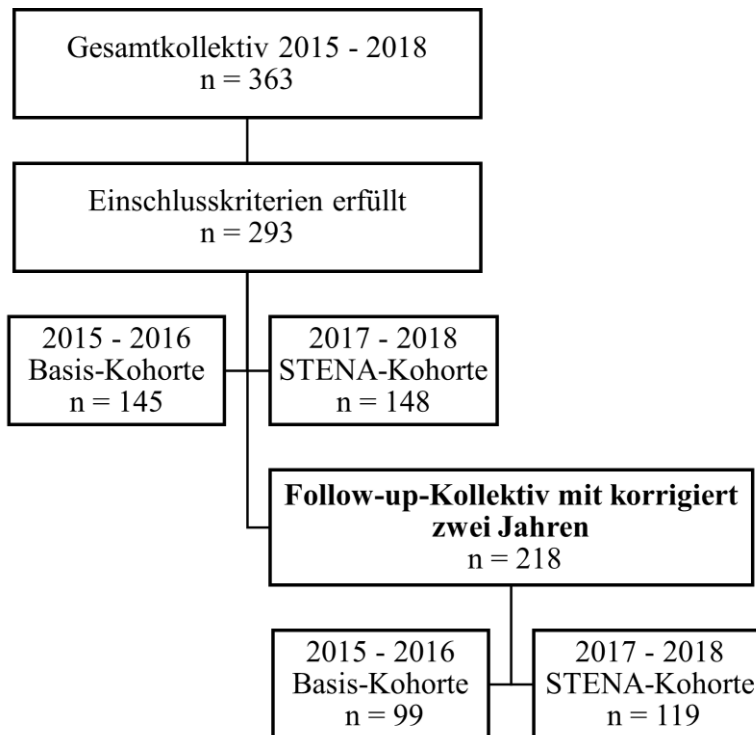 Gesamtkollektiv 2015 - 2018
n = 363
Einschlusskriterien erfüllt
n = 293
2015 - 2016
Basis-Kohorte
n = 145
2017 - 2018
STENA-Kohorte
n = 148
Follow-up-Kollektiv mit korrigiert
zwei Jahren
n = 218
2015 - 2016
Basis-Kohorte
n = 99
2017 - 2018
STENA-Kohorte
n = 119